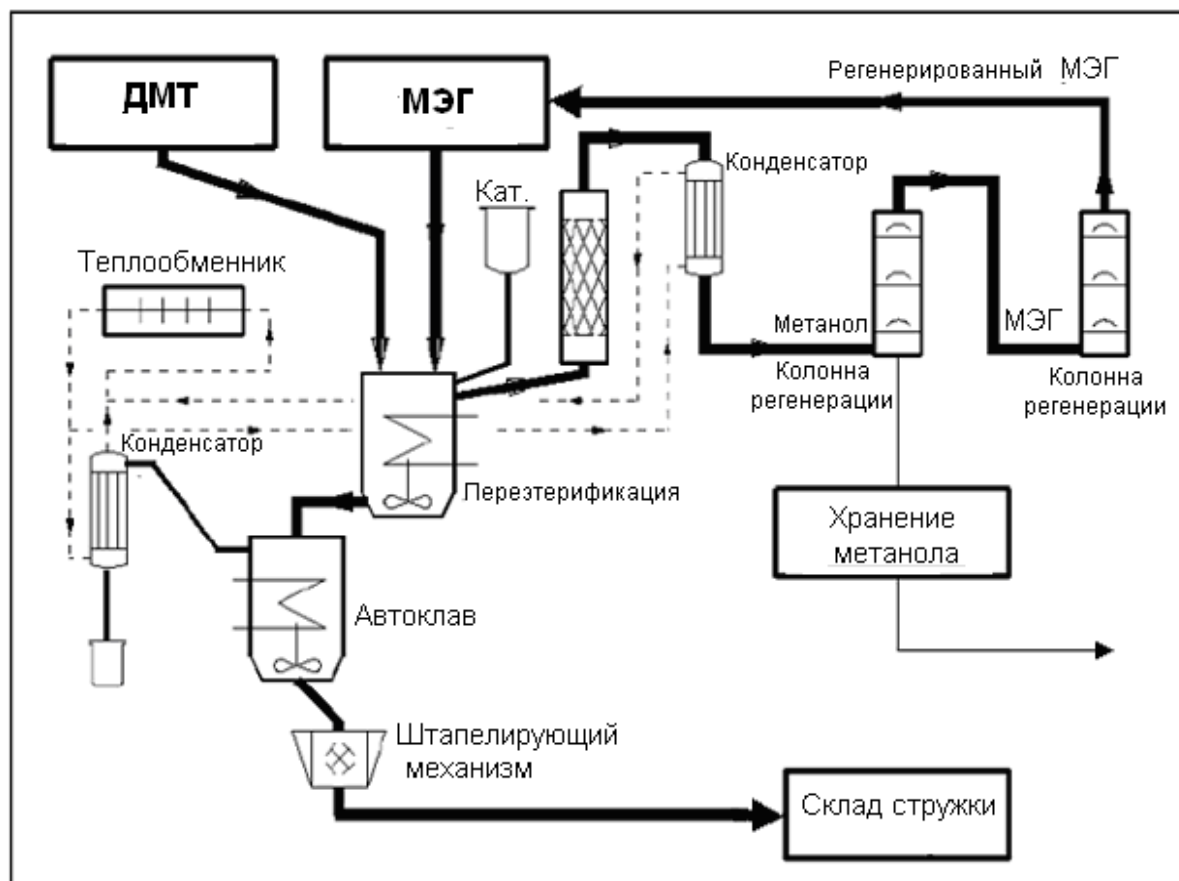 ДМТ
МЭГ
Регенерированный МЭГ
Кат.
Конденсатор
Теплообменник
Метанол
МЭГ
Колонна
регенерации
Колонна
регенерации
Конденсатор
Переэтерификация
Хранение
метанола
Автоклав
Штапелирующий
механизм
Склад стружки